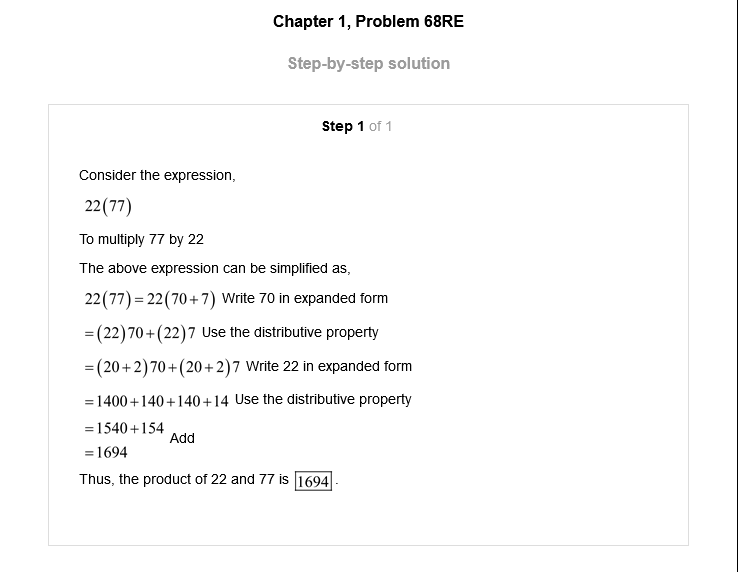 Chapter 1, Problem 68RE
Step-by-step solution
Step 1 of 1
Consider the expression,
22(77)
To multiply 77 by 22
The above expression can be simplified as,
22(77)=22(70+7) Write 70 in expanded form
=(22)70+(22)7 Use the distributive property
=(20+2)70+(20+2)7 Write 22 in expanded form
=1400+140+140+14 Use the distributive property
=1540+154
Add
=1694
Thus, the product of 22 and 77 is 1694.